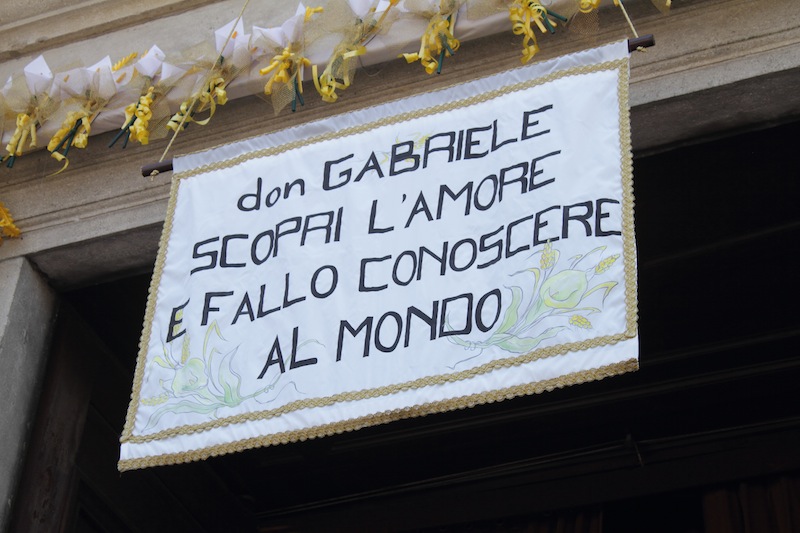 don GABRIELE
SCOPRI L'AMORE
E FALLO CONOSCERE
AL MONDO